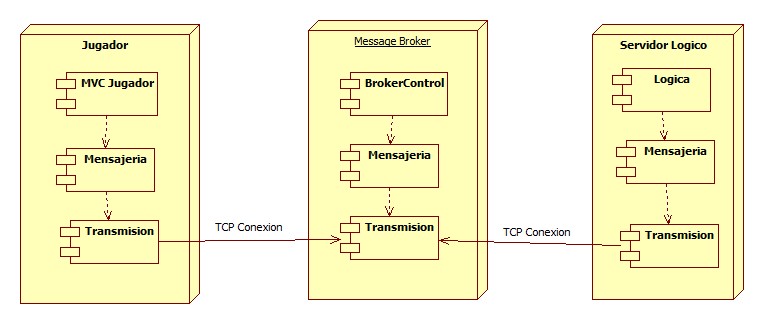 Jugador
MVC Jugador
Mensajeria
Transmision
TCP Conexion
Message Broker
BrokerControl
Mensajeria
Transmision
TCP Conexion
Servidor Logico
Logica
Mensajeria
Transmision